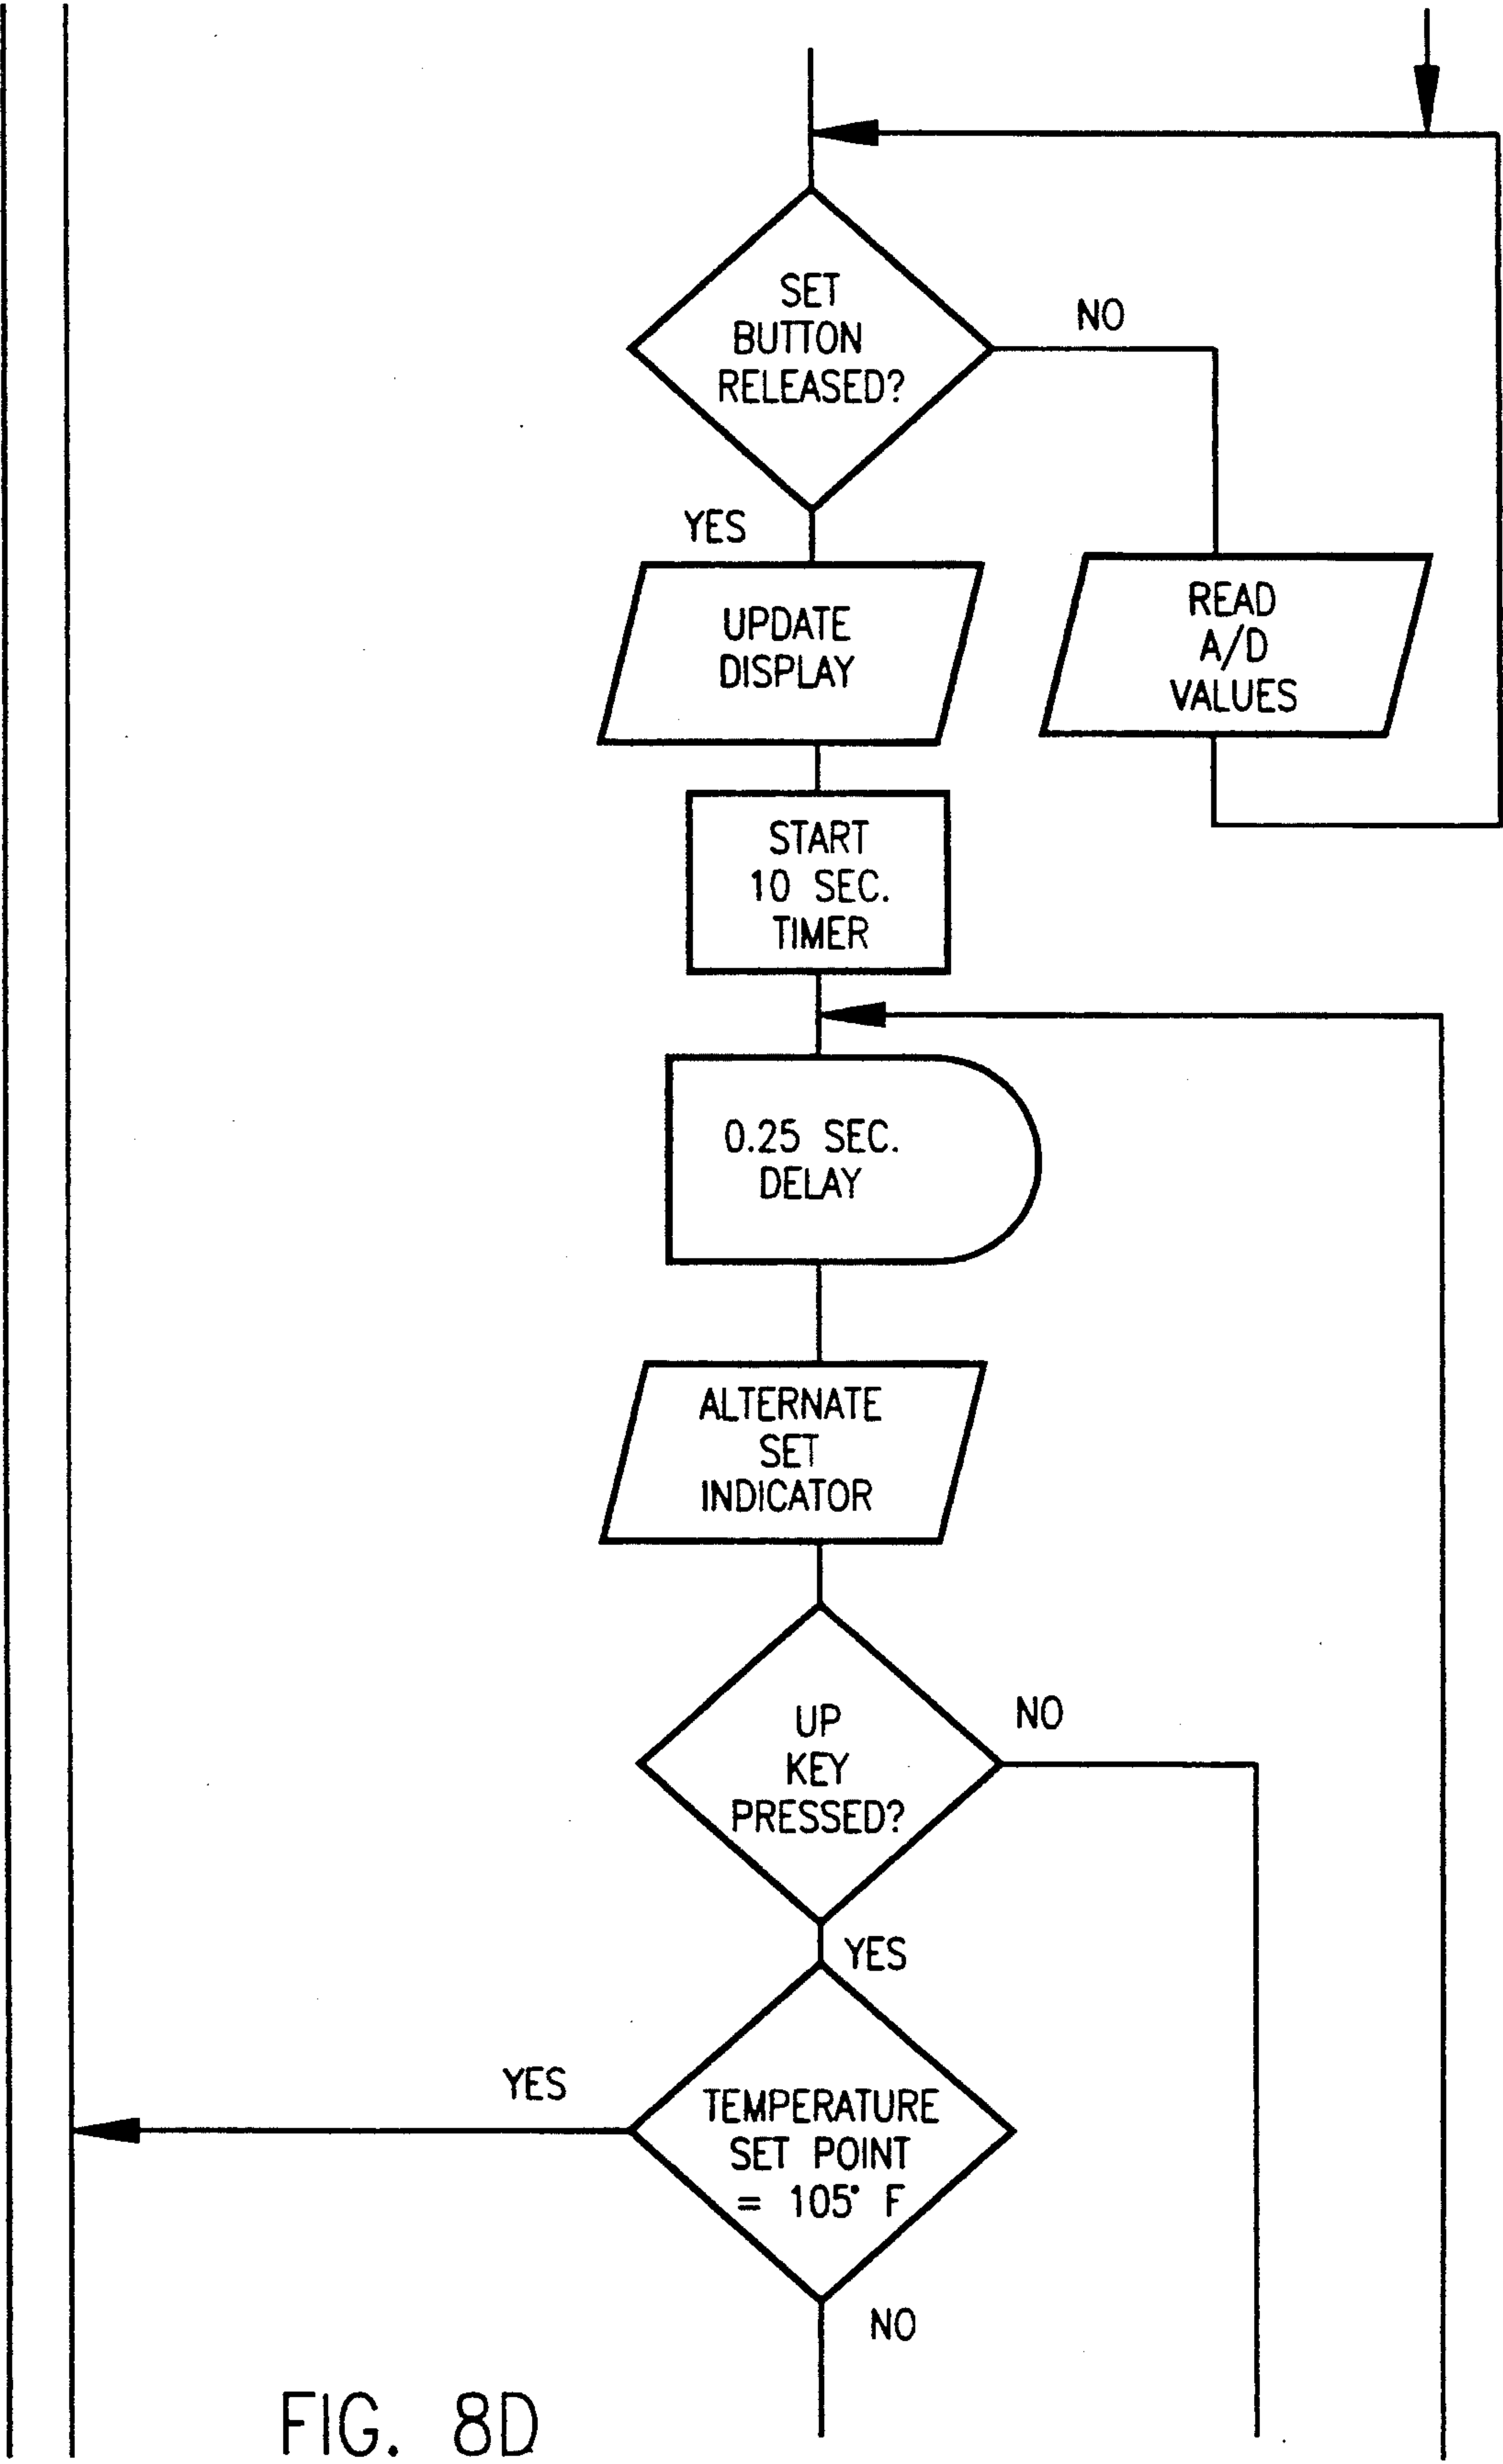 SET
BUTTON
RELEASED?
NO
YES
UPDATE
DISPLAY
READ
A/D
VALUES
START
10 SEC.
TIMER
0.25 SEC.
DELAY
ALTERNATE
SET
INDICATOR
UP
KEY
PRESSED?
NO
YES
YES
TEMPERATURE
SET POINT
= 105° F
NO
FIG. 8D